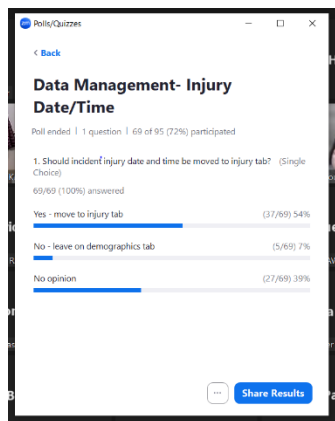 Polls/Quizzes
< Back
Data Management- Injury
Date/Time
Poll ended | 1 question | 69 of 95 (72%) participated
1. Should incident injury date and time be moved to injury tab? (Single
Choice)
69/69 (100%) answered
Yes - move to injury tab (37/69) 54%
No - leave on demographics tab (5/69) 7%
No opinion (27/69) 39%
... Share Results